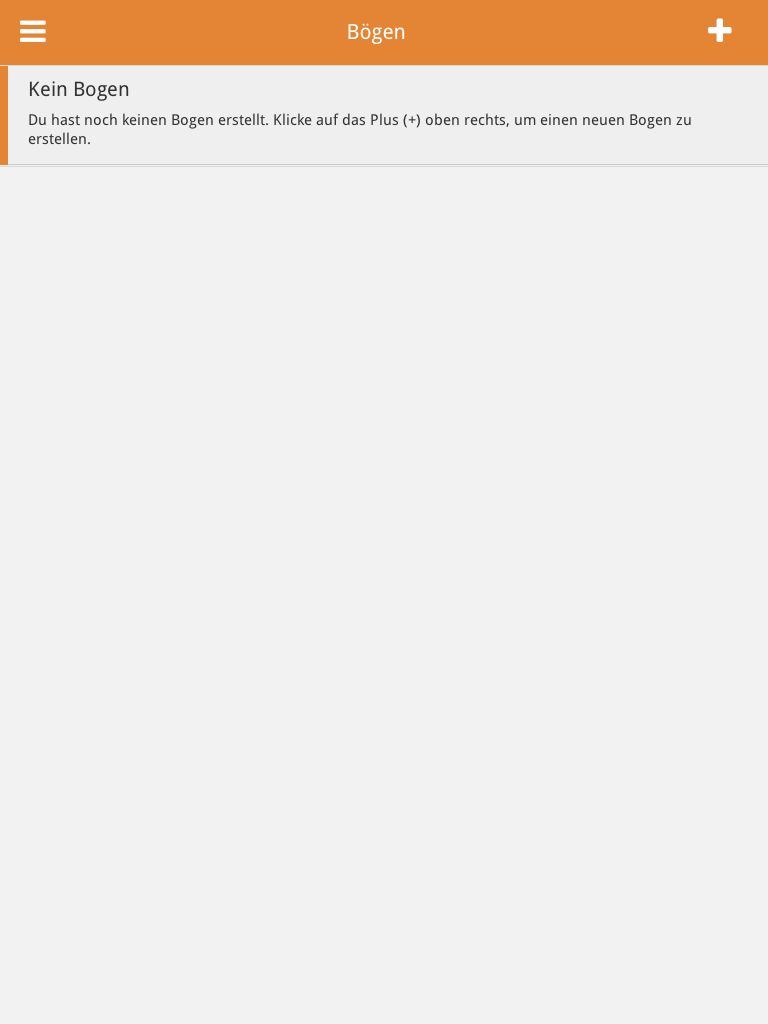 Bögen
Kein Bogen
Du hast noch keinen Bogen erstellt. Klicke auf das Plus (+) oben rechts, um einen neuen Bogen zu
erstellen.